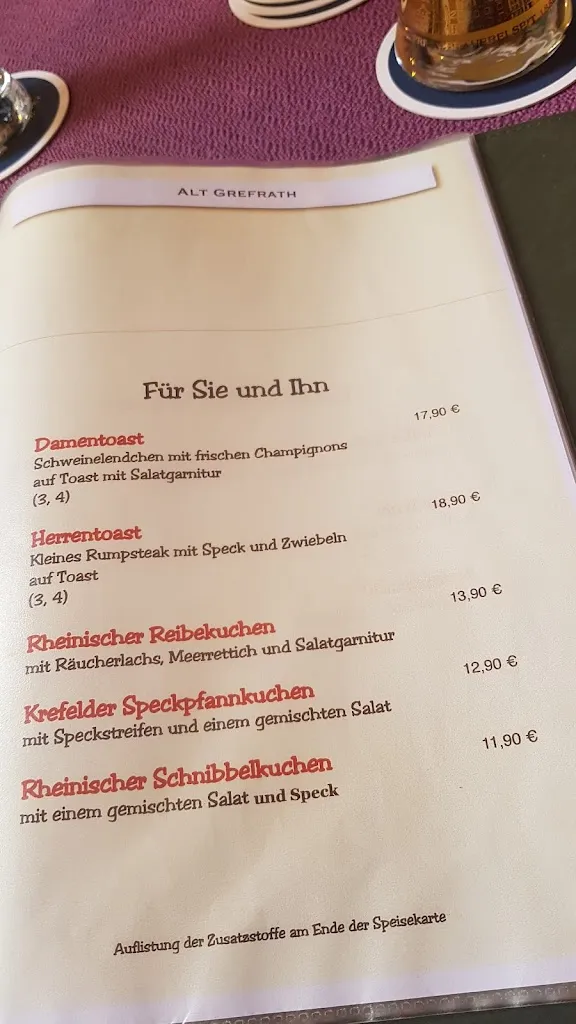 ALT GREFRATH
Für Sie und Ihn
Damentoast 17,90 €
Schweinelendchen mit frischen Champignons
auf Toast mit Salatgarnitur
(3, 4)
Herrentoast 18,90 €
Kleines Rumpsteak mit Speck und Zwiebeln
auf Toast
(3, 4)
Rheinischer Reibekuchen 13,90 €
mit Räucherlachs, Meerrettich und Salatgarnitur
Krefelder Speckpfannkuchen 12,90 €
mit Speckstreifen und einem gemischten Salat
Rheinischer Schnibbelkuchen 11,90 €
mit einem gemischten Salat und Speck
Auflistung der Zusatzstoffe am Ende der Speisekarte